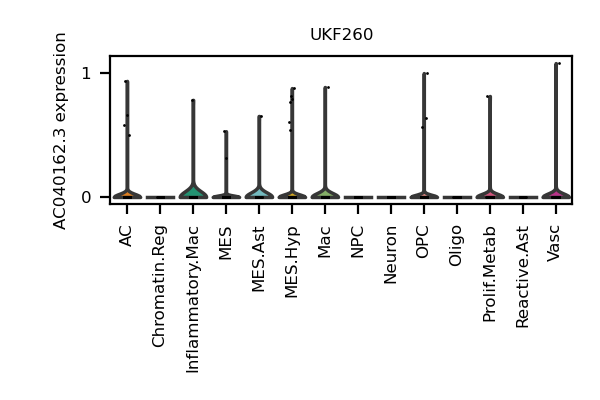 UKF260
AC040162.3 expression
1
0
AC
Chromatin.Reg
Inflammatory.Mac
MES
MES.Ast
MES.Hyp
Mac
NPC
Neuron
OPC
Oligo
Prolif.Metab
Reactive.Ast
Vasc